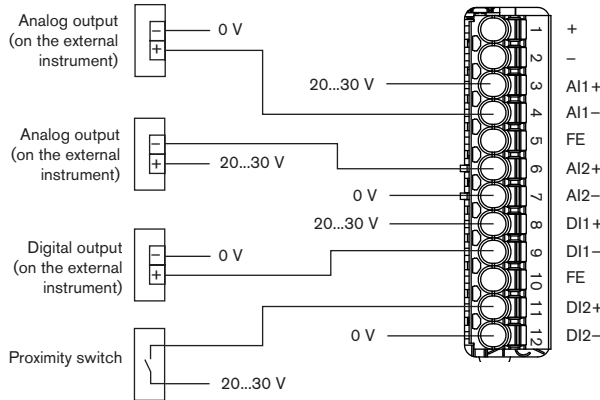 Analog output
(on the external
instrument)
−
+
0 V
Analog output
(on the external
instrument)
−
+
20...30 V
Digital output
(on the external
instrument)
−
+
0 V
Proximity switch
20...30 V
20...30 V
0 V
20...30 V
0 V
1 +
2 −
3 AI1+
4 AI1−
5 FE
6 AI2+
7 AI2−
8 DI1+
9 DI1−
10 FE
11 DI2+
12 DI2−